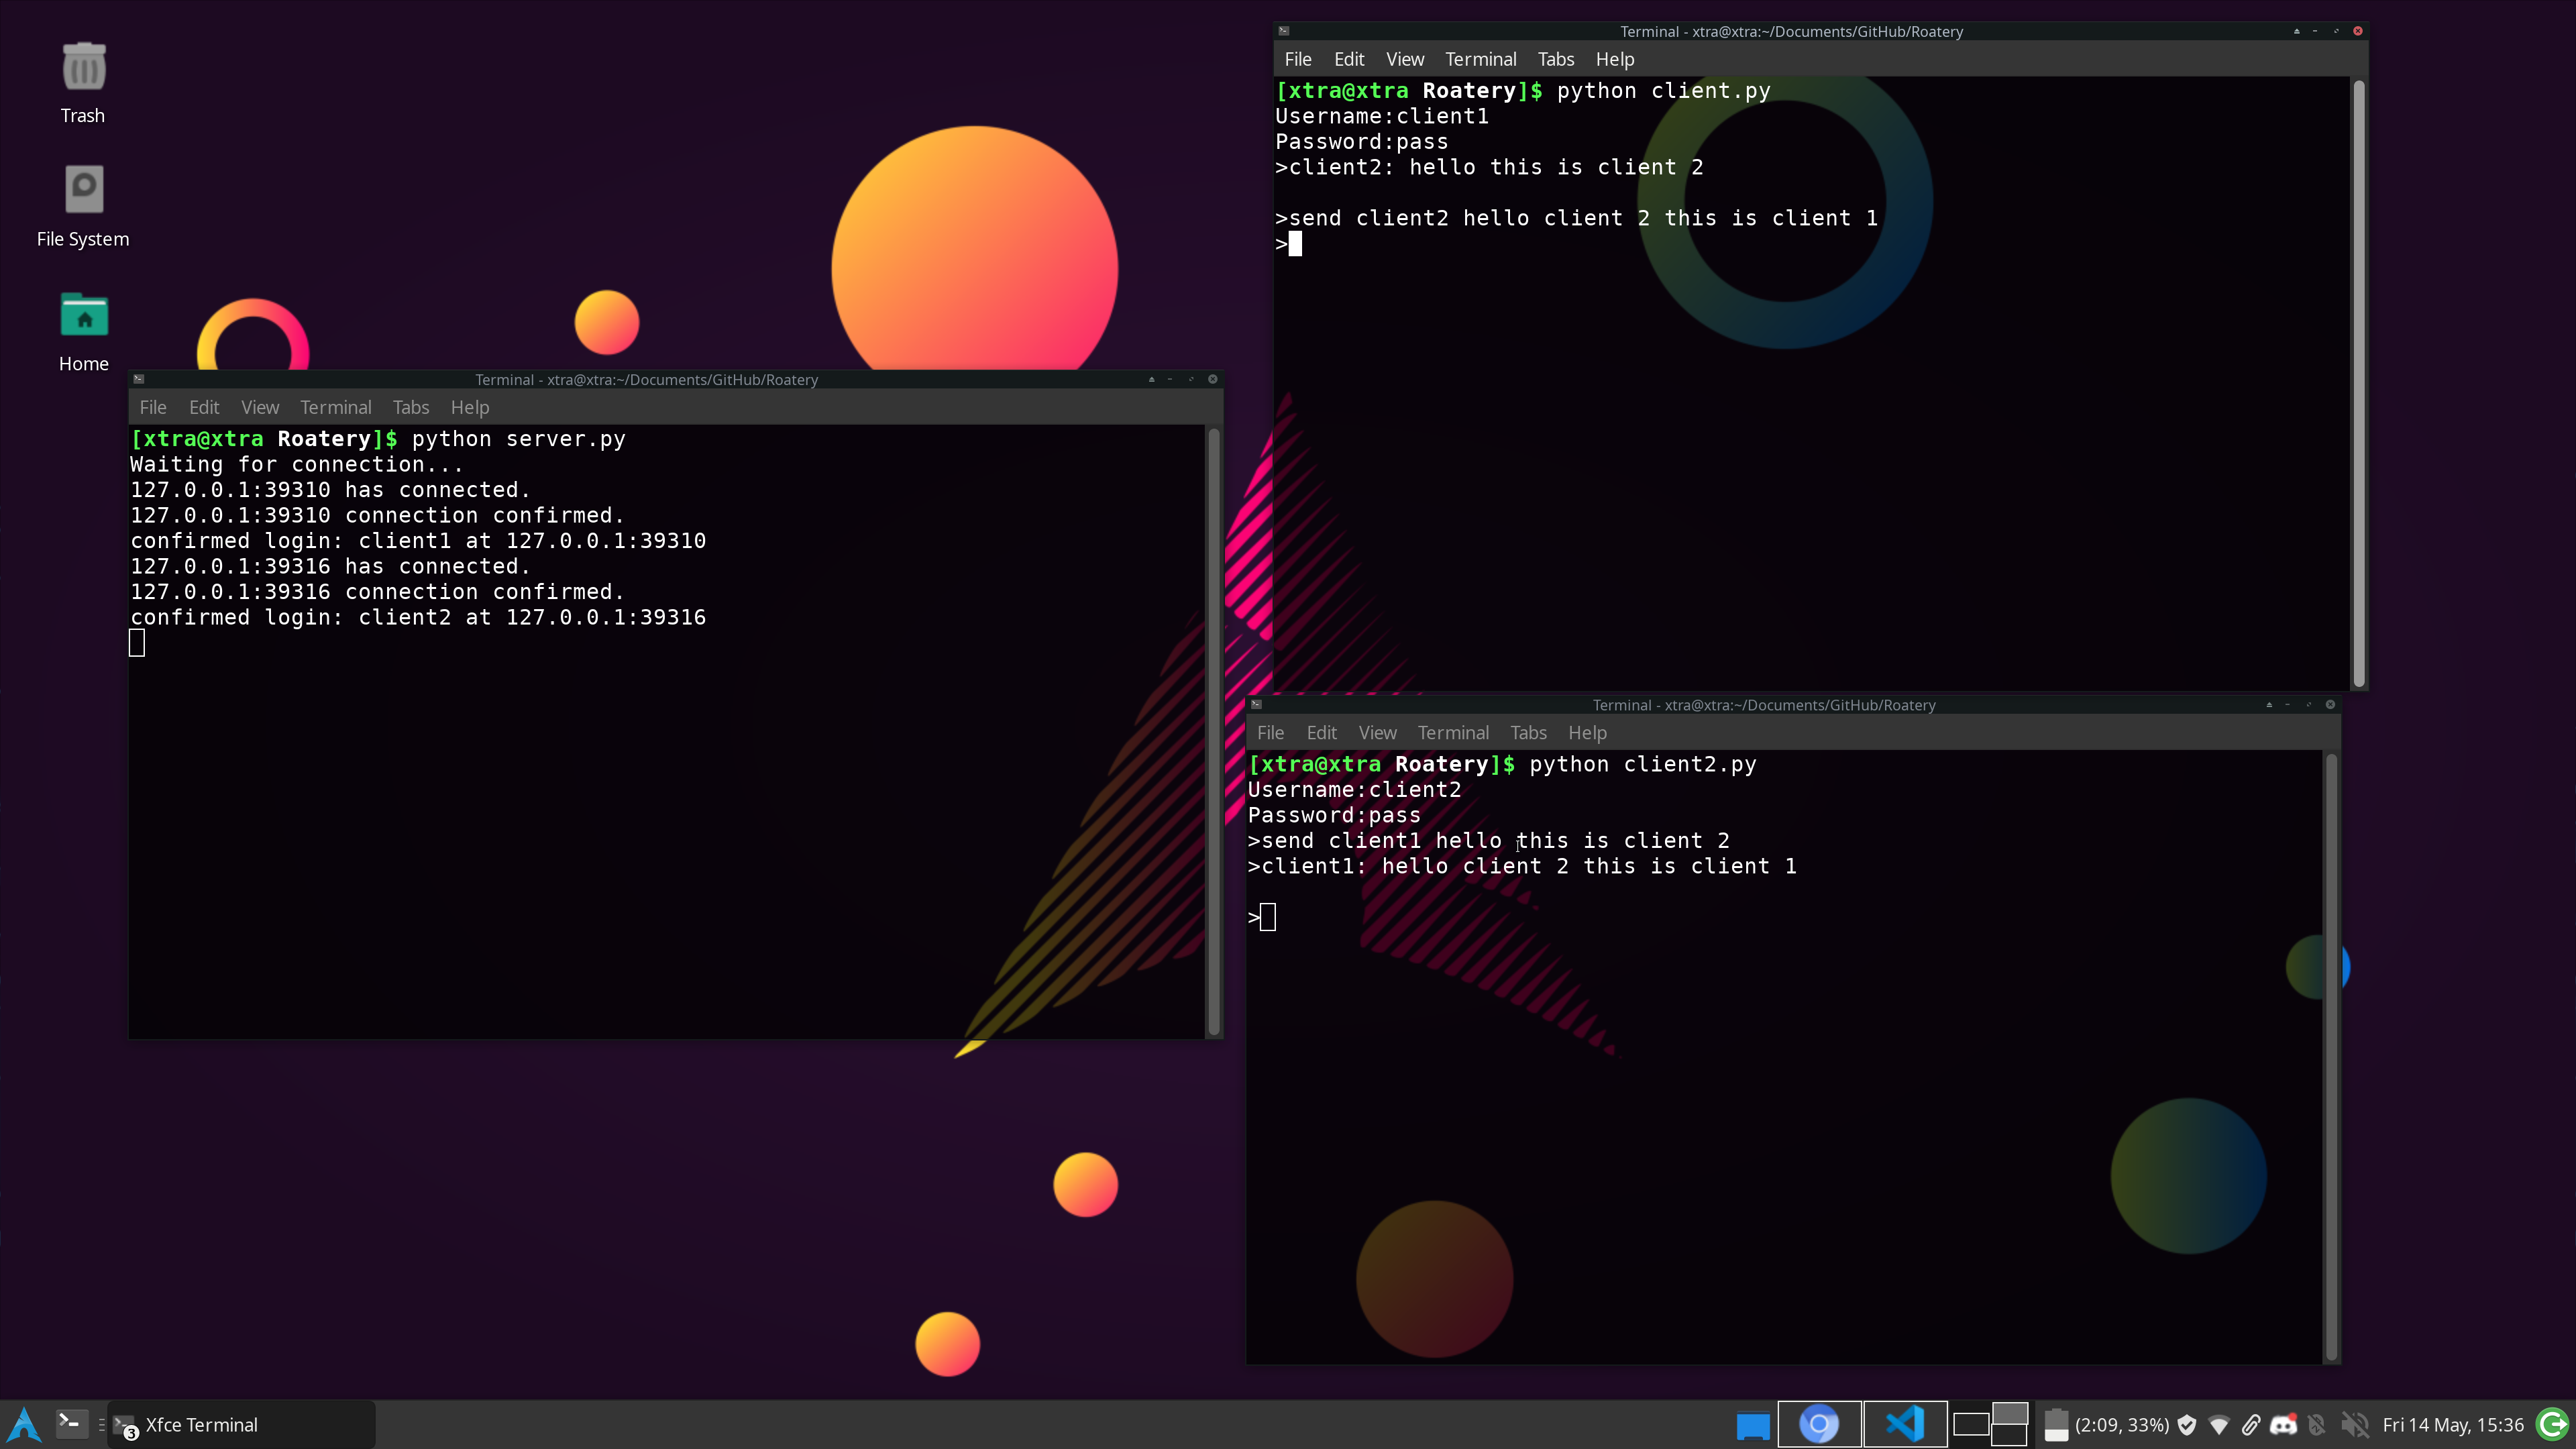 Trash
File System
Home
Terminal - xtra@xtra:~/Documents/GitHub/Roatery
File Edit View Terminal Tabs Help
[xtra@xtra Roatery]$ python server.py
Waiting for connection...
127.0.0.1:39310 has connected.
127.0.0.1:39310 connection confirmed.
confirmed login: client1 at 127.0.0.1:39310
127.0.0.1:39316 has connected.
127.0.0.1:39316 connection confirmed.
confirmed login: client2 at 127.0.0.1:39316
Terminal - xtra@xtra:~/Documents/GitHub/Roatery
File Edit View Terminal Tabs Help
[xtra@xtra Roatery]$ python client.py
Username:client1
Password:pass
>client2: hello this is client 2
>send client2 hello client 2 this is client 1
>
Terminal - xtra@xtra:~/Documents/GitHub/Roatery
File Edit View Terminal Tabs Help
[xtra@xtra Roatery]$ python client2.py
Username:client2
Password:pass
>send client1 hello this is client 2
>client1: hello client 2 this is client 1
>
3 Xfce Terminal
(2:09, 33%) Fri 14 May, 15:36